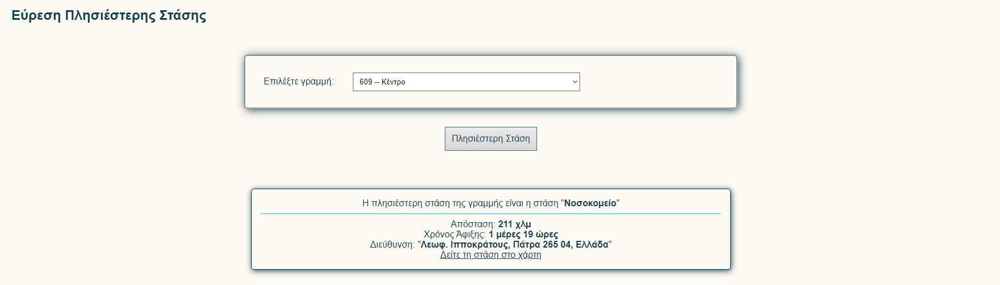 Εύρεση Πλησιέστερης Στάσης
Επιλέξτε γραμμή: 609 -- Κέντρο
Πλησιέστερη Στάση
Η πλησιέστερη στάση της γραμμής είναι η στάση "Νοσοκομείο"
Απόσταση: 211 χλμ
Χρόνος Άφιξης: 1 μέρες 19 ώρες
Διεύθυνση: "Λεωφ. Ιπποκράτους, Πάτρα 265 04, Ελλάδα"
Δείτε τη στάση στο χάρτη